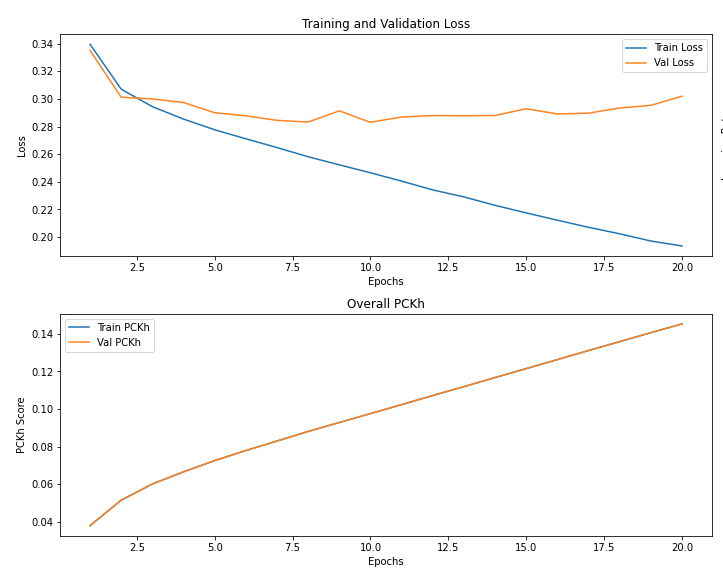 Training and Validation Loss
0.34
0.32
0.30
0.28
0.26
0.24
0.22
0.20
Loss
Train Loss
Val Loss
2.5 5.0 7.5 10.0 12.5 15.0 17.5 20.0
Epochs
Overall PCKh
0.14
0.12
0.10
0.08
0.06
0.04
PCKh Score
Train PCKh
Val PCKh
2.5 5.0 7.5 10.0 12.5 15.0 17.5 20.0
Epochs